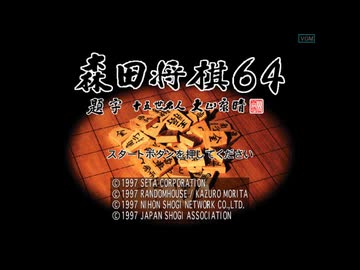 VGM
森田将棋64
題字 十五世名人 大山康晴
スタートボタンを押してください
©1997 SETA CORPORATION
©1997 RANDOMHOUSE / KAZURO MORITA
©1997 NIHON SHOGI NETWORK CO.,LTD.
©1997 JAPAN SHOGI ASSOCIATION